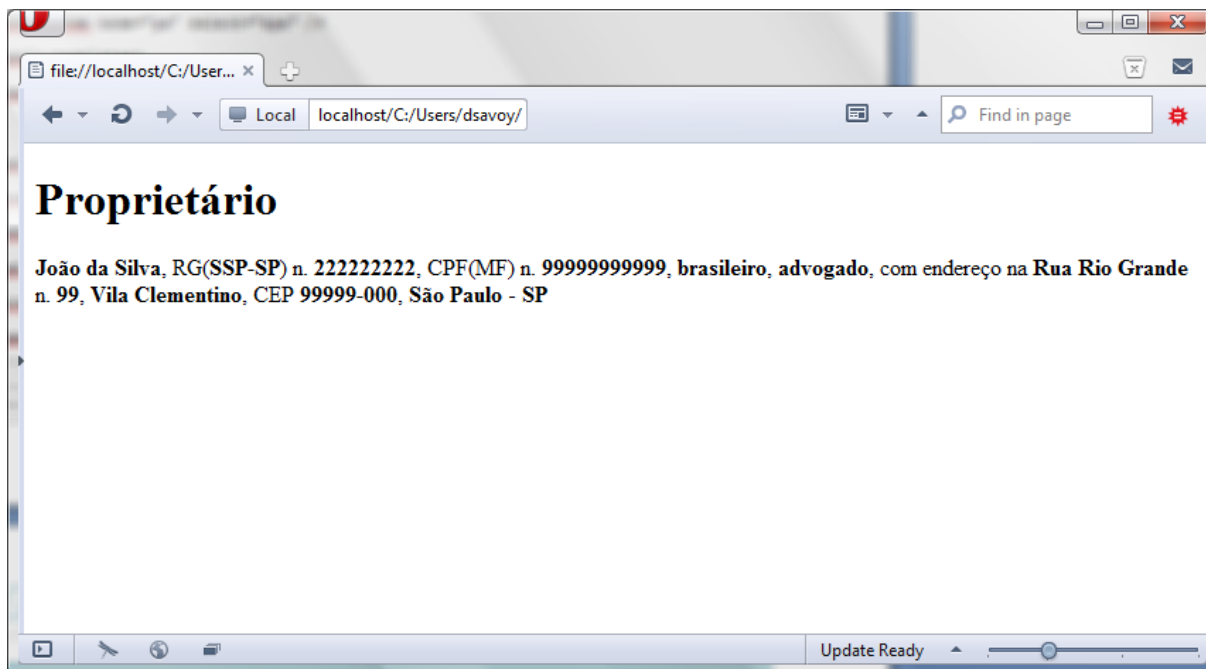 file://localhost/C:/User...
Local localhost/C:/Users/dsavoy/ Find in page
Proprietário
João da Silva, RG(SSP-SP) n. 222222222, CPF(MF) n. 99999999999, brasileiro, advogado, com endereço na Rua Rio Grande
n. 99, Vila Clementino, CEP 99999-000, São Paulo - SP
Update Ready